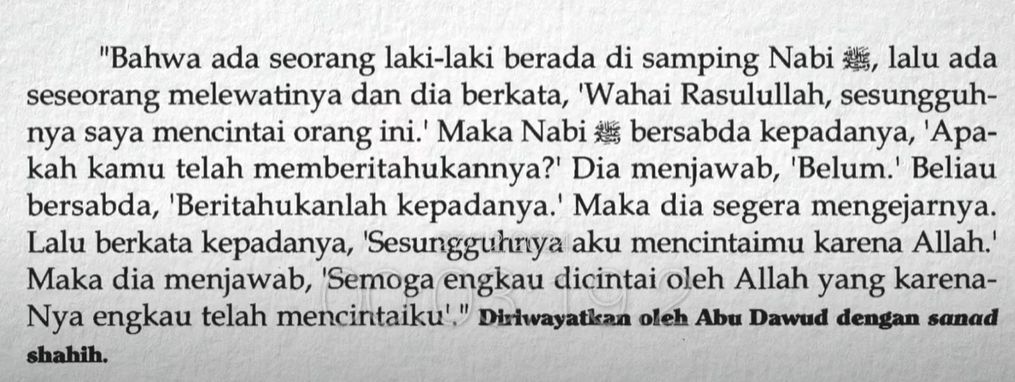 "Bahwa ada seorang laki-laki berada di samping Nabi ﷺ, lalu ada
seseorang melewatinya dan dia berkata, 'Wahai Rasulullah, sesungguh-
nya saya mencintai orang ini.' Maka Nabi ﷺ bersabda kepadanya, 'Apa-
kah kamu telah memberitahukannya?' Dia menjawab, 'Belum.' Beliau
bersabda, 'Beritahukanlah kepadanya.' Maka dia segera mengejarnya.
Lalu berkata kepadanya, 'Sesungguhnya aku mencintaimu karena Allah.'
Maka dia menjawab, 'Semoga engkau dicintai oleh Allah yang karena-
Nya engkau telah mencintaiku'." Diriwayatkan oleh Abu Dawud dengan sanad
shahih.